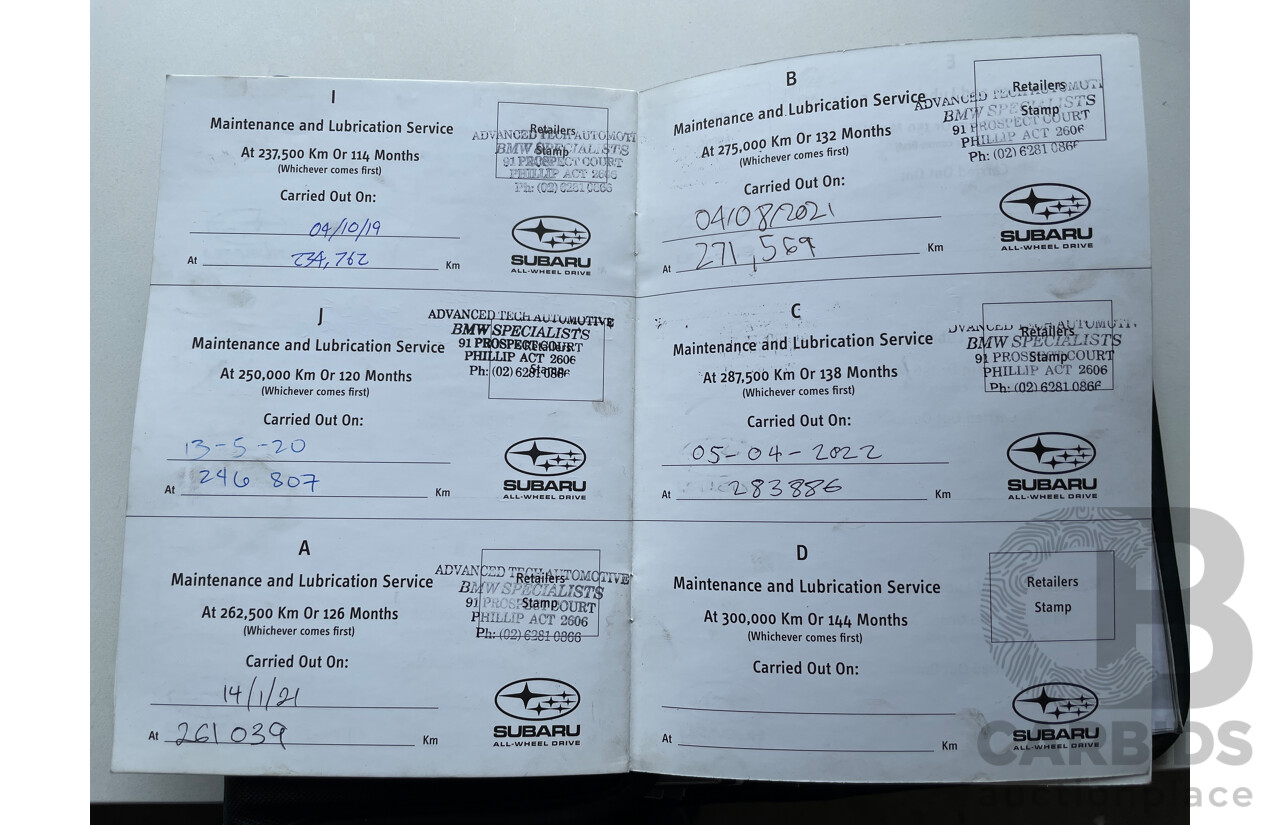 I
Maintenance and Lubrication Service
At 237,500 Km Or 114 Months
(Whichever comes first)
Carried Out On:
04/10/19
At 234,762 Km
Retailers
Stamp
ADVANCED TECH AUTOMOTIVE
BMW SPECIALISTS
91 PROSPECT COURT
PHILLIP ACT 2606
Ph: (02) 6281 0866
SUBARU
ALL-WHEEL DRIVE
J
Maintenance and Lubrication Service
At 250,000 Km Or 120 Months
(Whichever comes first)
Carried Out On:
13-5-20
At 246 807 Km
Retailers
Stamp
ADVANCED TECH AUTOMOTIVE
BMW SPECIALISTS
91 PROSPECT COURT
PHILLIP ACT 2606
Ph: (02) 6281 0866
SUBARU
ALL-WHEEL DRIVE
A
Maintenance and Lubrication Service
At 262,500 Km Or 126 Months
(Whichever comes first)
Carried Out On:
14/1/21
At 261 039 Km
Retailers
Stamp
ADVANCED TECH AUTOMOTIVE
BMW SPECIALISTS
91 PROSPECT COURT
PHILLIP ACT 2606
Ph: (02) 6281 0866
SUBARU
ALL-WHEEL DRIVE
B
Maintenance and Lubrication Service
At 275,000 Km Or 132 Months
(Whichever comes first)
Carried Out On:
04/08/2021
At 271,569 Km
Retailers
Stamp
ADVANCED TECH AUTOMOTI
BMW SPECIALISTS
91 PROSPECT COURT
PHILLIP ACT 2606
Ph: (02) 6281 0866
SUBARU
ALL-WHEEL DRIVE
C
Maintenance and Lubrication Service
At 287,500 Km Or 138 Months
(Whichever comes first)
Carried Out On:
05-04-2022
At 283886 Km
Retailers
Stamp
ADVANCED TECH AUTOMOTIV
BMW SPECIALISTS
91 PROSPECT COURT
PHILLIP ACT 2606
Ph: (02) 6281 0866
SUBARU
ALL-WHEEL DRIVE
D
Maintenance and Lubrication Service
At 300,000 Km Or 144 Months
(Whichever comes first)
Carried Out On:
At Km
Retailers
Stamp
SUBARU
ALL-WHEEL DRIVE
CARBIDS
auctionplace